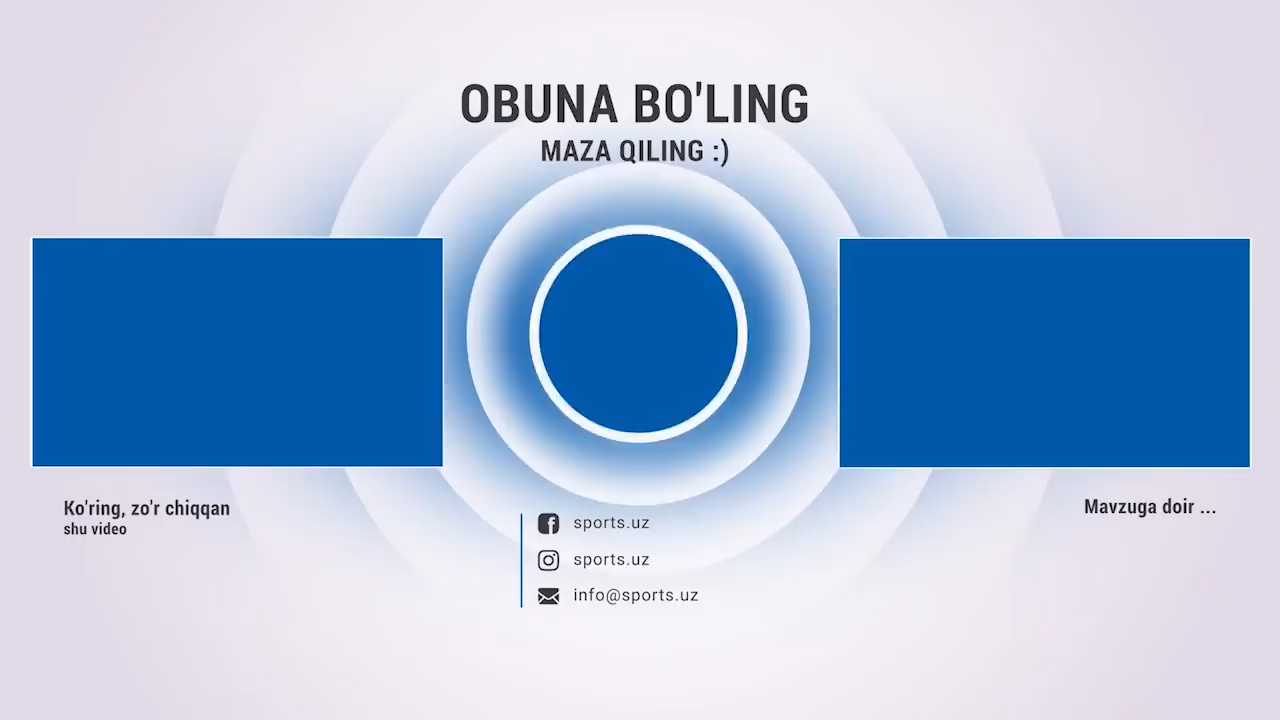 OBUNA BO'LING
MAZA QILING :)
Ko'ring, zo'r chiqqan
shu video
Mavzuga doir ...
sports.uz
sports.uz
info@sports.uz